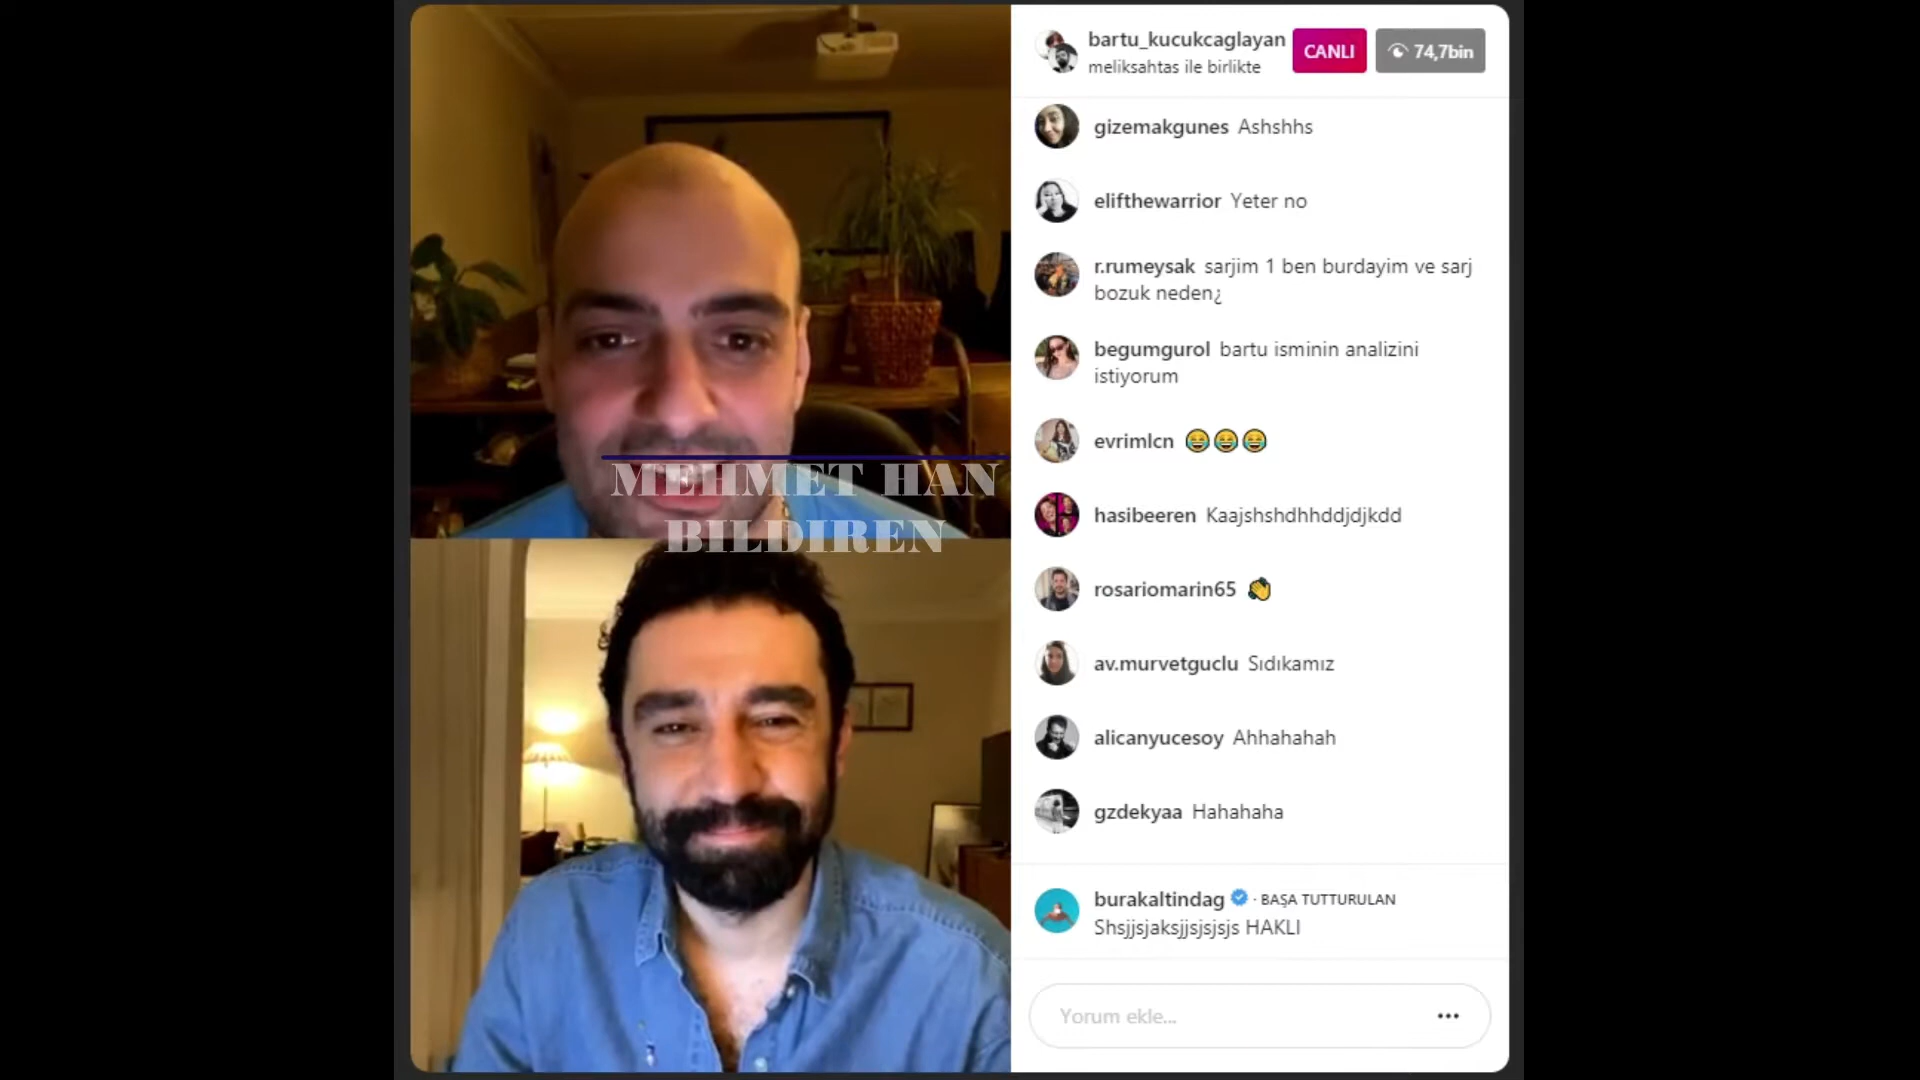 bartu_kucukcaglayan
meliksahtas ile birlikte
CANLI
74,7bin
gizemakgunes Ashshhs
elifthewarrior Yeter no
r.rumeysak sarjim 1 ben burdayim ve sarj
bozuk neden¿
begumgurol bartu isminin analizini
istiyorum
evrimlcn 😂😂😂
hasibeeren Kaajshshdhhddjdjkdd
rosariomarin65 👏
av.murvetguclu Sıdıkamız
alicanyucesoy Ahhahahah
gzdekyaa Hahahaha
burakaltindag · BAŞA TUTTURULAN
Shsjjsjaksjjsjsjsjs HAKLI
Yorum ekle...
MEHMET HAN
BILDIREN